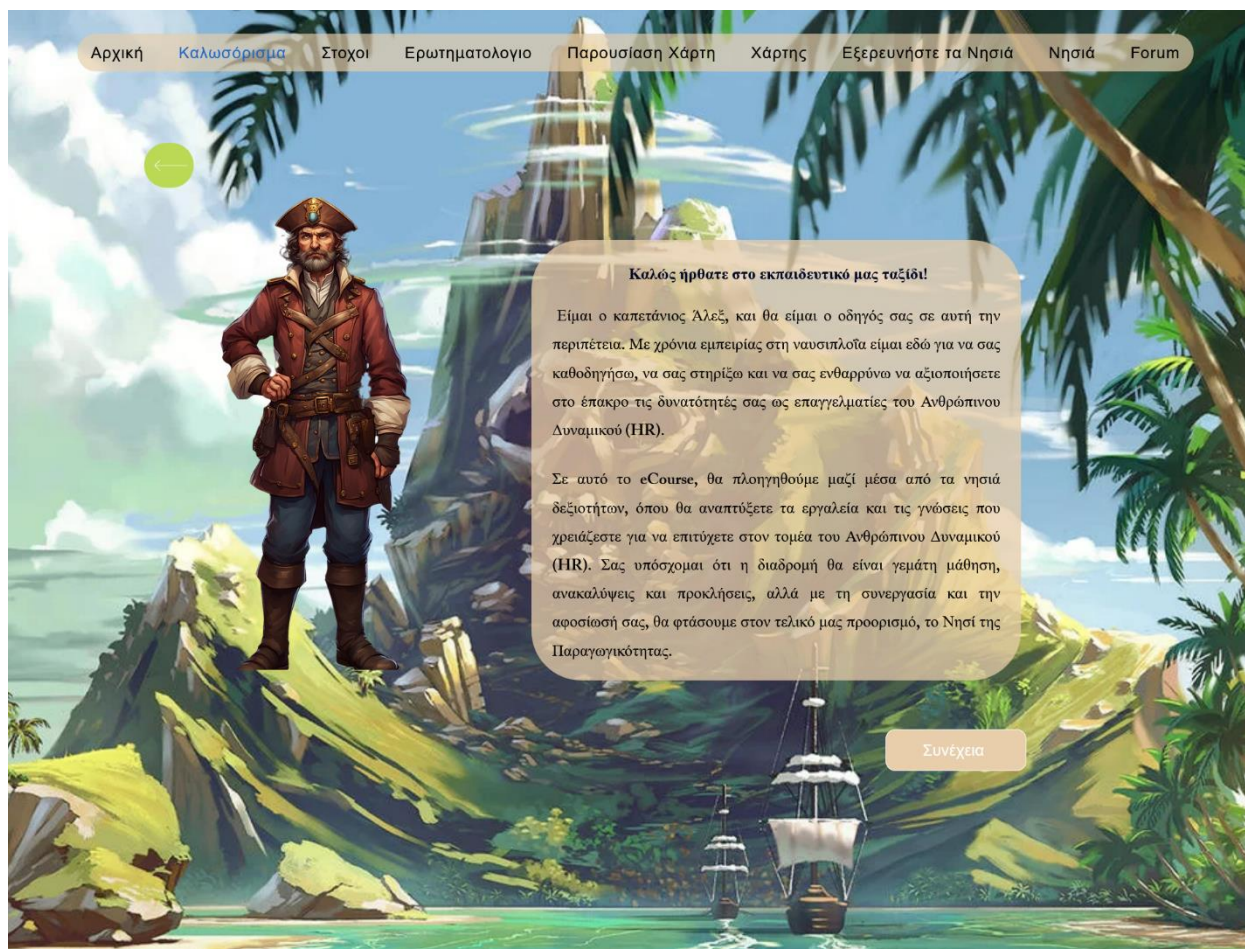 Αρχική Καλωσόρισμα Στοχοι Ερωτηματολογιο Παρουσίαση Χάρτη Χάρτης Εξερευνήστε τα Νησιά Νησιά Forum
Καλώς ήρθατε στο εκπαιδευτικό μας ταξίδι!
Είμαι ο καπετάνιος Άλεξ, και θα είμαι ο οδηγός σας σε αυτή την
περιπέτεια. Με χρόνια εμπειρίας στη ναυσιπλοΐα είμαι εδώ για να σας
καθοδηγήσω, να σας στηρίξω και να σας ενθαρρύνω να αξιοποιήσετε
στο έπακρο τις δυνατότητές σας ως επαγγελματίες του Ανθρώπινου
Δυναμικού (HR).
Σε αυτό το eCourse, θα πλοηγηθούμε μαζί μέσα από τα νησιά
δεξιοτήτων, όπου θα αναπτύξετε τα εργαλεία και τις γνώσεις που
χρειάζεστε για να επιτύχετε στον τομέα του Ανθρώπινου Δυναμικού
(HR). Σας υπόσχομαι ότι η διαδρομή θα είναι γεμάτη μάθηση,
ανακαλύψεις και προκλήσεις, αλλά με τη συνεργασία και την
αφοσίωσή σας, θα φτάσουμε στον τελικό μας προορισμό, το Νησί της
Παραγωγικότητας.
Συνέχεια